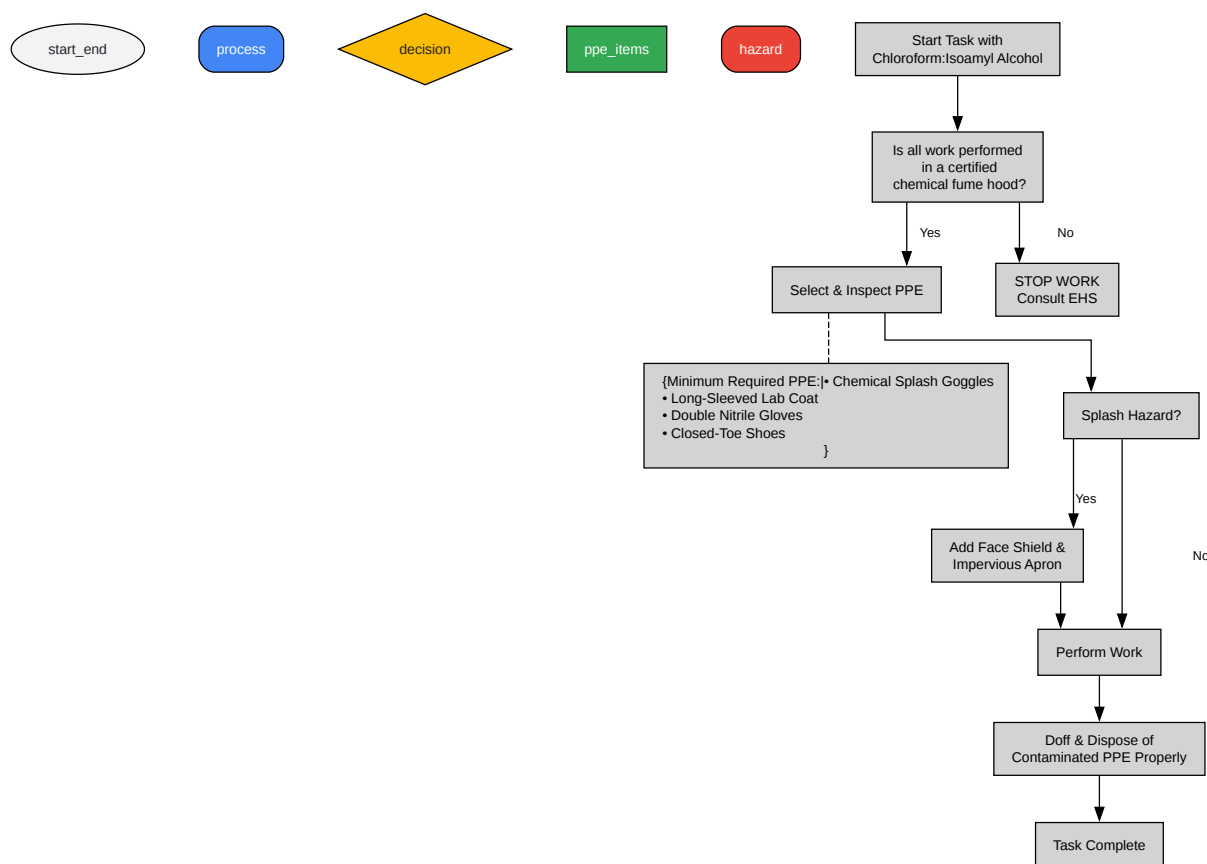 start_end
process
decision
ppe_items
hazard
Start Task with
Chloroform:Isoamyl Alcohol
Is all work performed
in a certified
chemical fume hood?
Yes
No
Select & Inspect PPE
STOP WORK
Consult EHS
{Minimum Required PPE:|• Chemical Splash Goggles
• Long-Sleeved Lab Coat
• Double Nitrile Gloves
• Closed-Toe Shoes
}
Splash Hazard?
Yes
No
Add Face Shield &
Impervious Apron
Perform Work
Doff & Dispose of
Contaminated PPE Properly
Task Complete